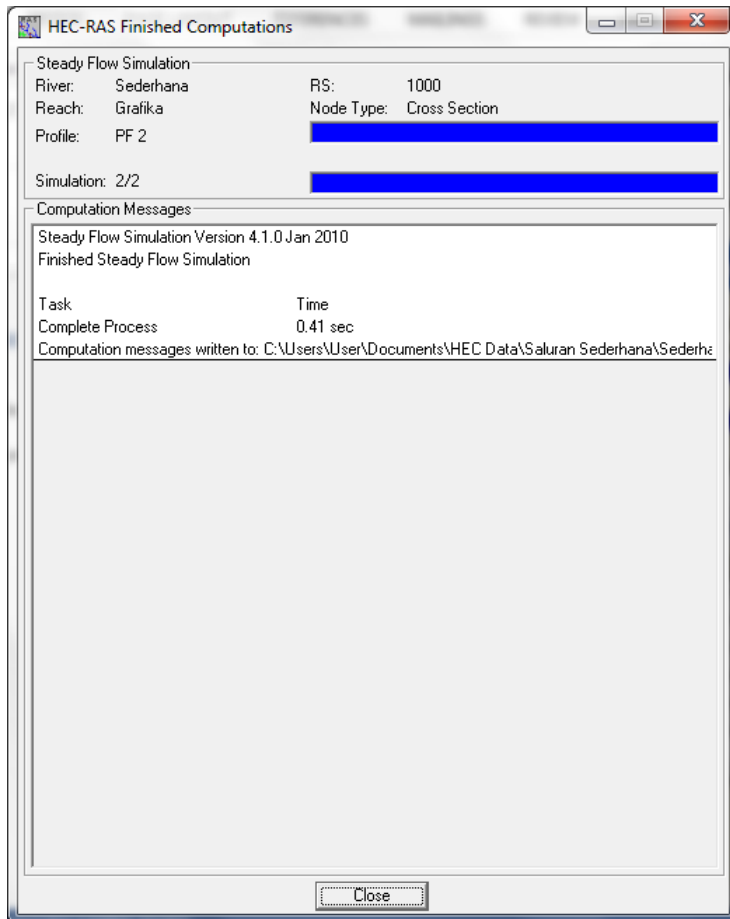 HEC-RAS Finished Computations
Steady Flow Simulation
River: Sederhana RS: 1000
Reach: Grafika Node Type: Cross Section
Profile: PF 2
Simulation: 2/2
Computation Messages
Steady Flow Simulation Version 4.1.0 Jan 2010
Finished Steady Flow Simulation
Task Time
Complete Process 0.41 sec
Computation messages written to: C:\Users\User\Documents\HEC Data\Saluran Sederhana\Sederha
Close